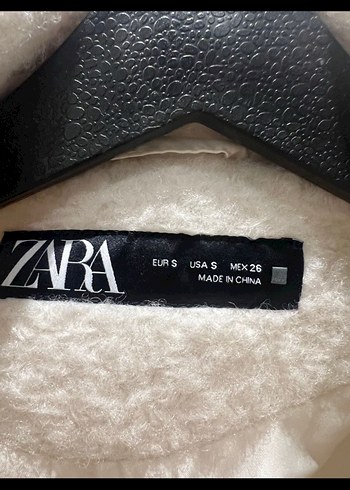 ZARA
EUR S USA S MEX 26
MADE IN CHINA